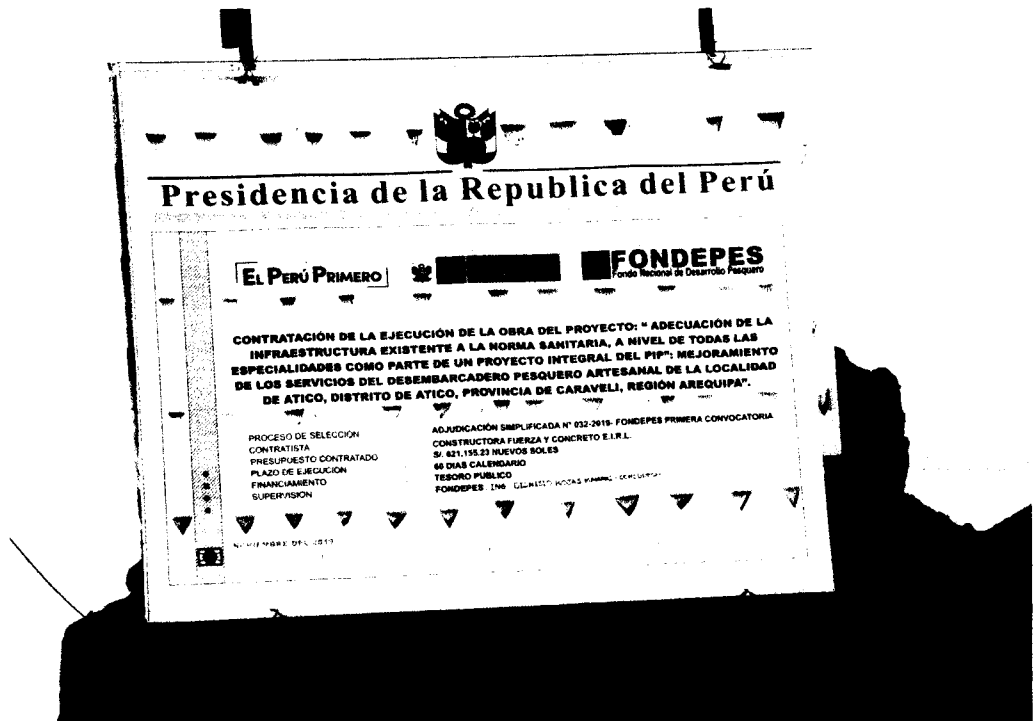 Presidencia de la Republica del Perú
EL PERÚ PRIMERO
FONDEPES
Fondo Nacional de Desarrollo Pesquero
CONTRATACIÓN DE LA EJECUCIÓN DE LA OBRA DEL PROYECTO: " ADECUACIÓN DE LA
INFRAESTRUCTURA EXISTENTE A LA NORMA SANITARIA, A NIVEL DE TODAS LAS
ESPECIALIDADES COMO PARTE DE UN PROYECTO INTEGRAL DEL PIP": MEJORAMIENTO
DE LOS SERVICIOS DEL DESEMBARCADERO PESQUERO ARTESANAL DE LA LOCALIDAD
DE ATICO, DISTRITO DE ATICO, PROVINCIA DE CARAVELI, REGIÓN AREQUIPA".
PROCESO DE SELECCIÓN ADJUDICACIÓN SIMPLIFICADA N° 032-2019- FONDEPES PRIMERA CONVOCATORIA
CONTRATISTA CONSTRUCTORA FUERZA Y CONCRETO E.I.R.L.
PRESUPUESTO CONTRATADO S/. 621,155.23 NUEVOS SOLES
PLAZO DE EJECUCIÓN 60 DIAS CALENDARIO
FINANCIAMIENTO TESORO PUBLICO
SUPERVISION FONDEPES ING
NOVIEMBRE DEL 2019